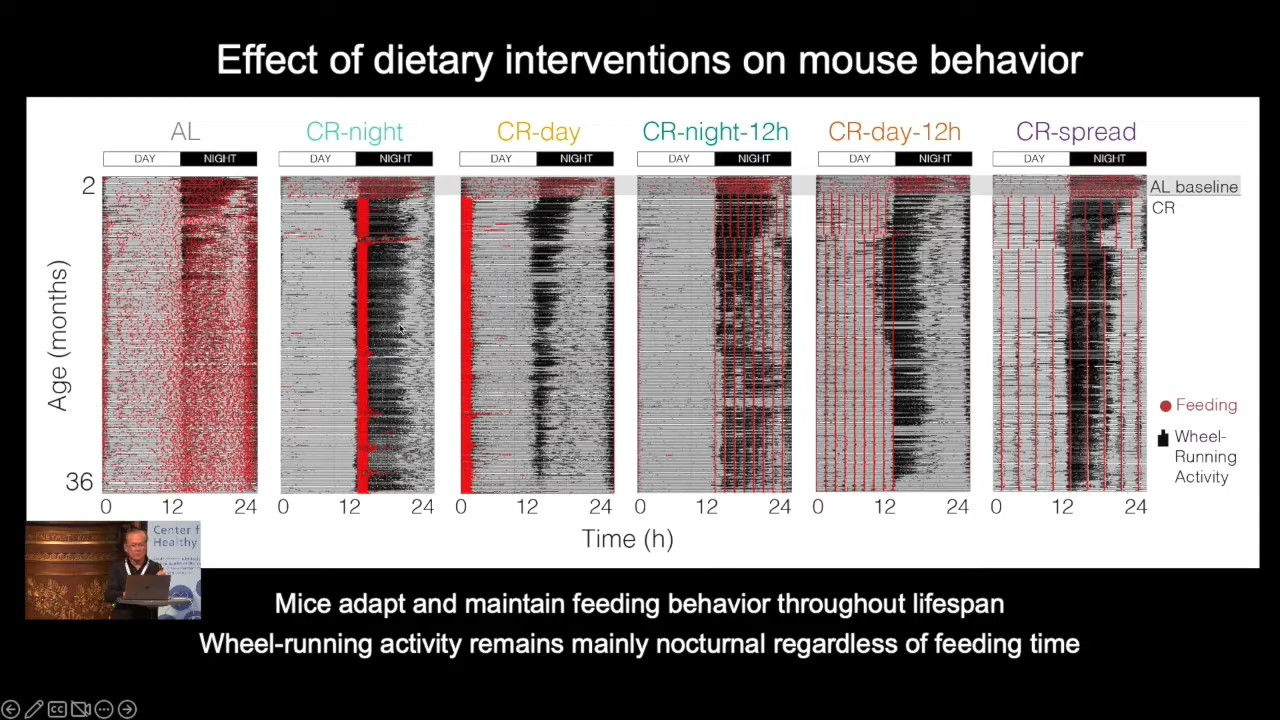 Effect of dietary interventions on mouse behavior
AL
CR-night
CR-day
CR-night-12h
CR-day-12h
CR-spread
DAY NIGHT
DAY NIGHT
DAY NIGHT
DAY NIGHT
DAY NIGHT
DAY NIGHT
2
AL baseline
CR
Age (months)
Feeding
Wheel-
Running
Activity
36
0 12 24
0 12 24
0 12 24
0 12 24
0 12 24
0 12 24
Time (h)
Center f
Healthy
Mice adapt and maintain feeding behavior throughout lifespan
Wheel-running activity remains mainly nocturnal regardless of feeding time
CC